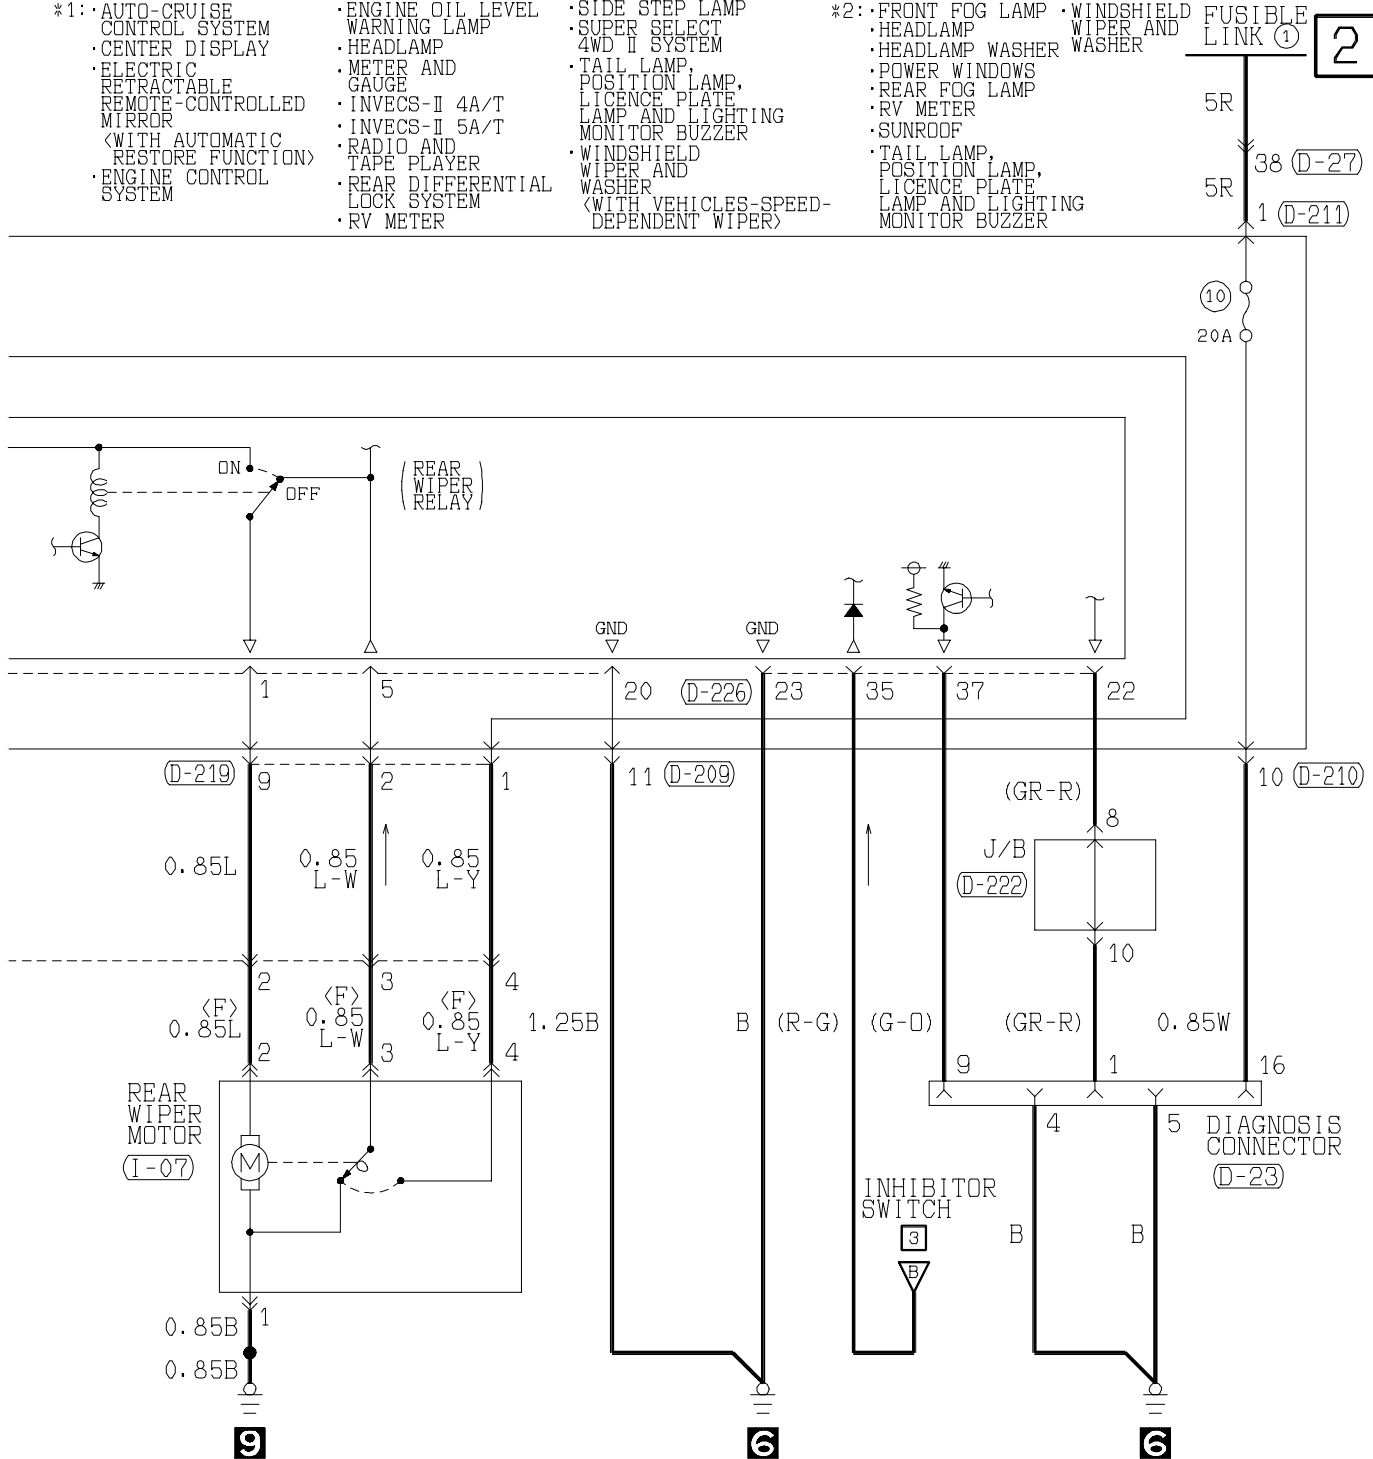 *1:・AUTO-CRUISE
CONTROL SYSTEM
・CENTER DISPLAY
・ELECTRIC
RETRACTABLE
REMOTE-CONTROLLED
MIRROR
<WITH AUTOMATIC
RESTORE FUNCTION>
・ENGINE CONTROL
SYSTEM
・ENGINE OIL LEVEL
WARNING LAMP
・HEADLAMP
・METER AND
GAUGE
・INVECS-Ⅱ 4A/T
・INVECS-Ⅱ 5A/T
・RADIO AND
TAPE PLAYER
・REAR DIFFERENTIAL
LOCK SYSTEM
・RV METER
・SIDE STEP LAMP
・SUPER SELECT
4WD Ⅱ SYSTEM
・TAIL LAMP,
POSITION LAMP,
LICENCE PLATE
LAMP AND LIGHTING
MONITOR BUZZER
・WINDSHIELD
WIPER AND
WASHER
<WITH VEHICLES-SPEED-
DEPENDENT WIPER>
*2:・FRONT FOG LAMP
・HEADLAMP
・HEADLAMP WASHER
・POWER WINDOWS
・REAR FOG LAMP
・RV METER
・SUNROOF
・TAIL LAMP,
POSITION LAMP,
LICENCE PLATE
LAMP AND LIGHTING
MONITOR BUZZER
・WINDSHIELD
WIPER AND
WASHER
FUSIBLE
LINK 1
2
5R
38 (D-27)
5R
1 (D-211)
10
20A
ON
OFF
(REAR
WIPER
RELAY)
GND
GND
1
5
20
(D-226)
23
35
37
22
(D-219)
9
2
1
11 (D-209)
10 (D-210)
(GR-R)
8
0.85L
0.85
L-W
0.85
L-Y
J/B
(D-222)
10
2
3
4
<F>
0.85L
<F>
0.85
L-W
<F>
0.85
L-Y
1.25B
B
(R-G)
(G-O)
(GR-R)
0.85W
2
3
4
9
1
16
REAR
WIPER
MOTOR
(I-07)
M
4
5
DIAGNOSIS
CONNECTOR
(D-23)
INHIBITOR
SWITCH
3
B
B
B
1
0.85B
0.85B
9
6
6